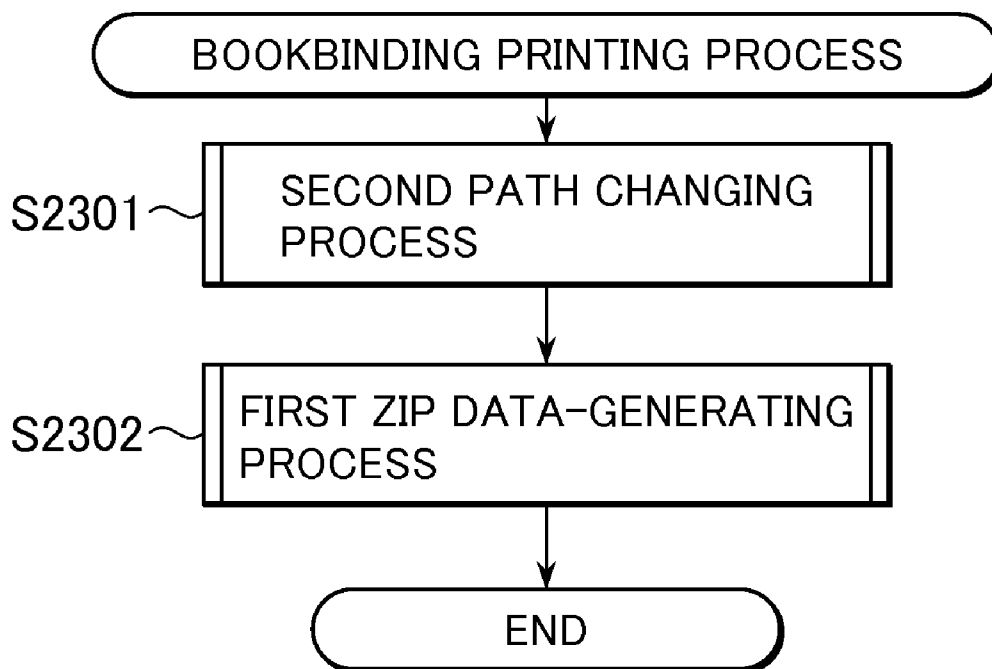 BOOKBINDING PRINTING PROCESS
S2301
SECOND PATH CHANGING
PROCESS
S2302
FIRST ZIP DATA-GENERATING
PROCESS
END